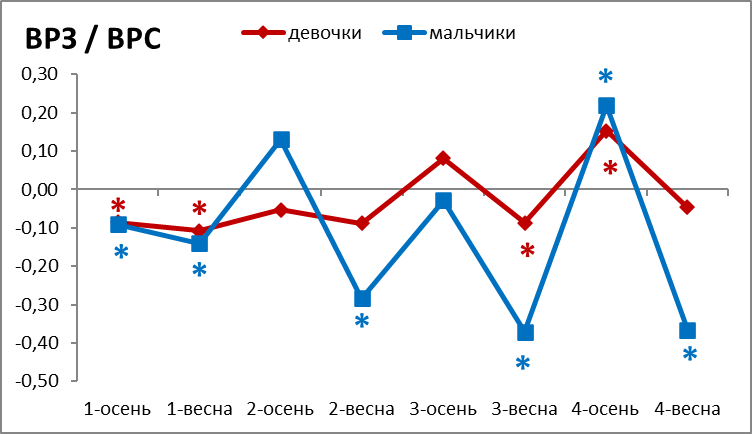 ВРЗ / ВРС
девочки
мальчики
0,30
0,20
0,10
0,00
-0,10
-0,20
-0,30
-0,40
-0,50
1-осень 1-весна 2-осень 2-весна 3-осень 3-весна 4-осень 4-весна